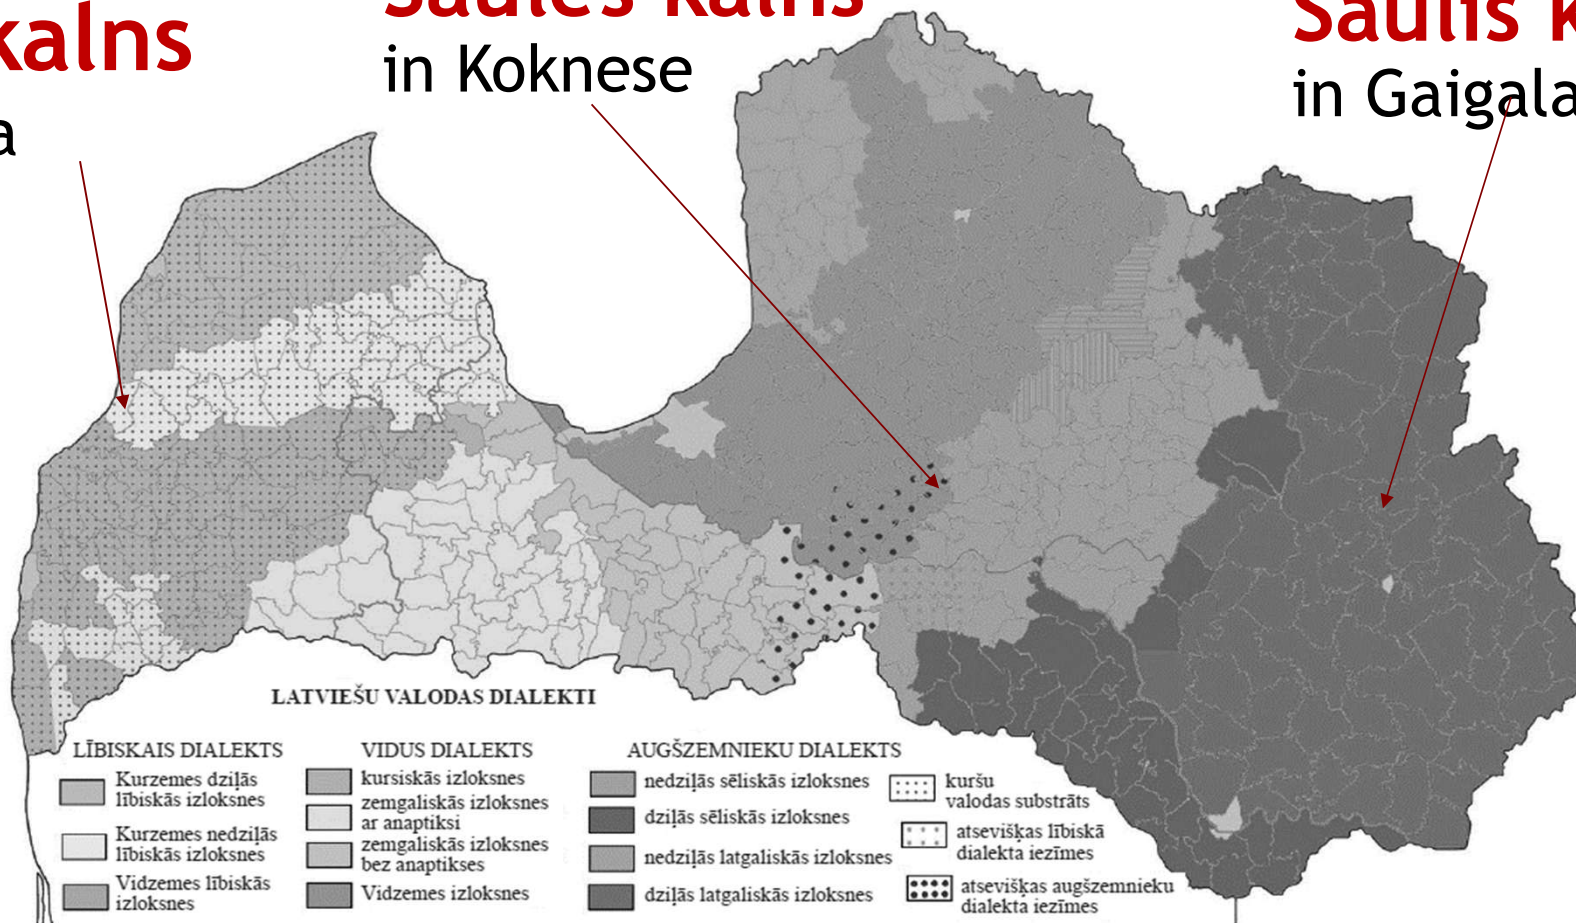 kalns
a
Saules kalns
in Koknese
Saulis k
in Gaigala
LATVIEŠU VALODAS DIALEKTI
LĪBISKAIS DIALEKTS
Kurzemes dziļās
lībiskās izloksnes
Kurzemes nedziļās
lībiskās izloksnes
Vidzemes lībiskās
izloksnes
VIDUS DIALEKTS
kursiskās izloksnes
zemgaliskās izloksnes
ar anaptiksi
zemgaliskās izloksnes
bez anaptikses
Vidzemes izloksnes
AUGŠZEMNIEKU DIALEKTS
nedziļās sēliskās izloksnes
dziļās sēliskās izloksnes
nedziļās latgaliskās izloksnes
dziļās latgaliskās izloksnes
kuršu
valodas substrāts
atsevišķas lībiskā
dialekta iezīmes
atsevišķas augšzemnieku
dialekta iezīmes